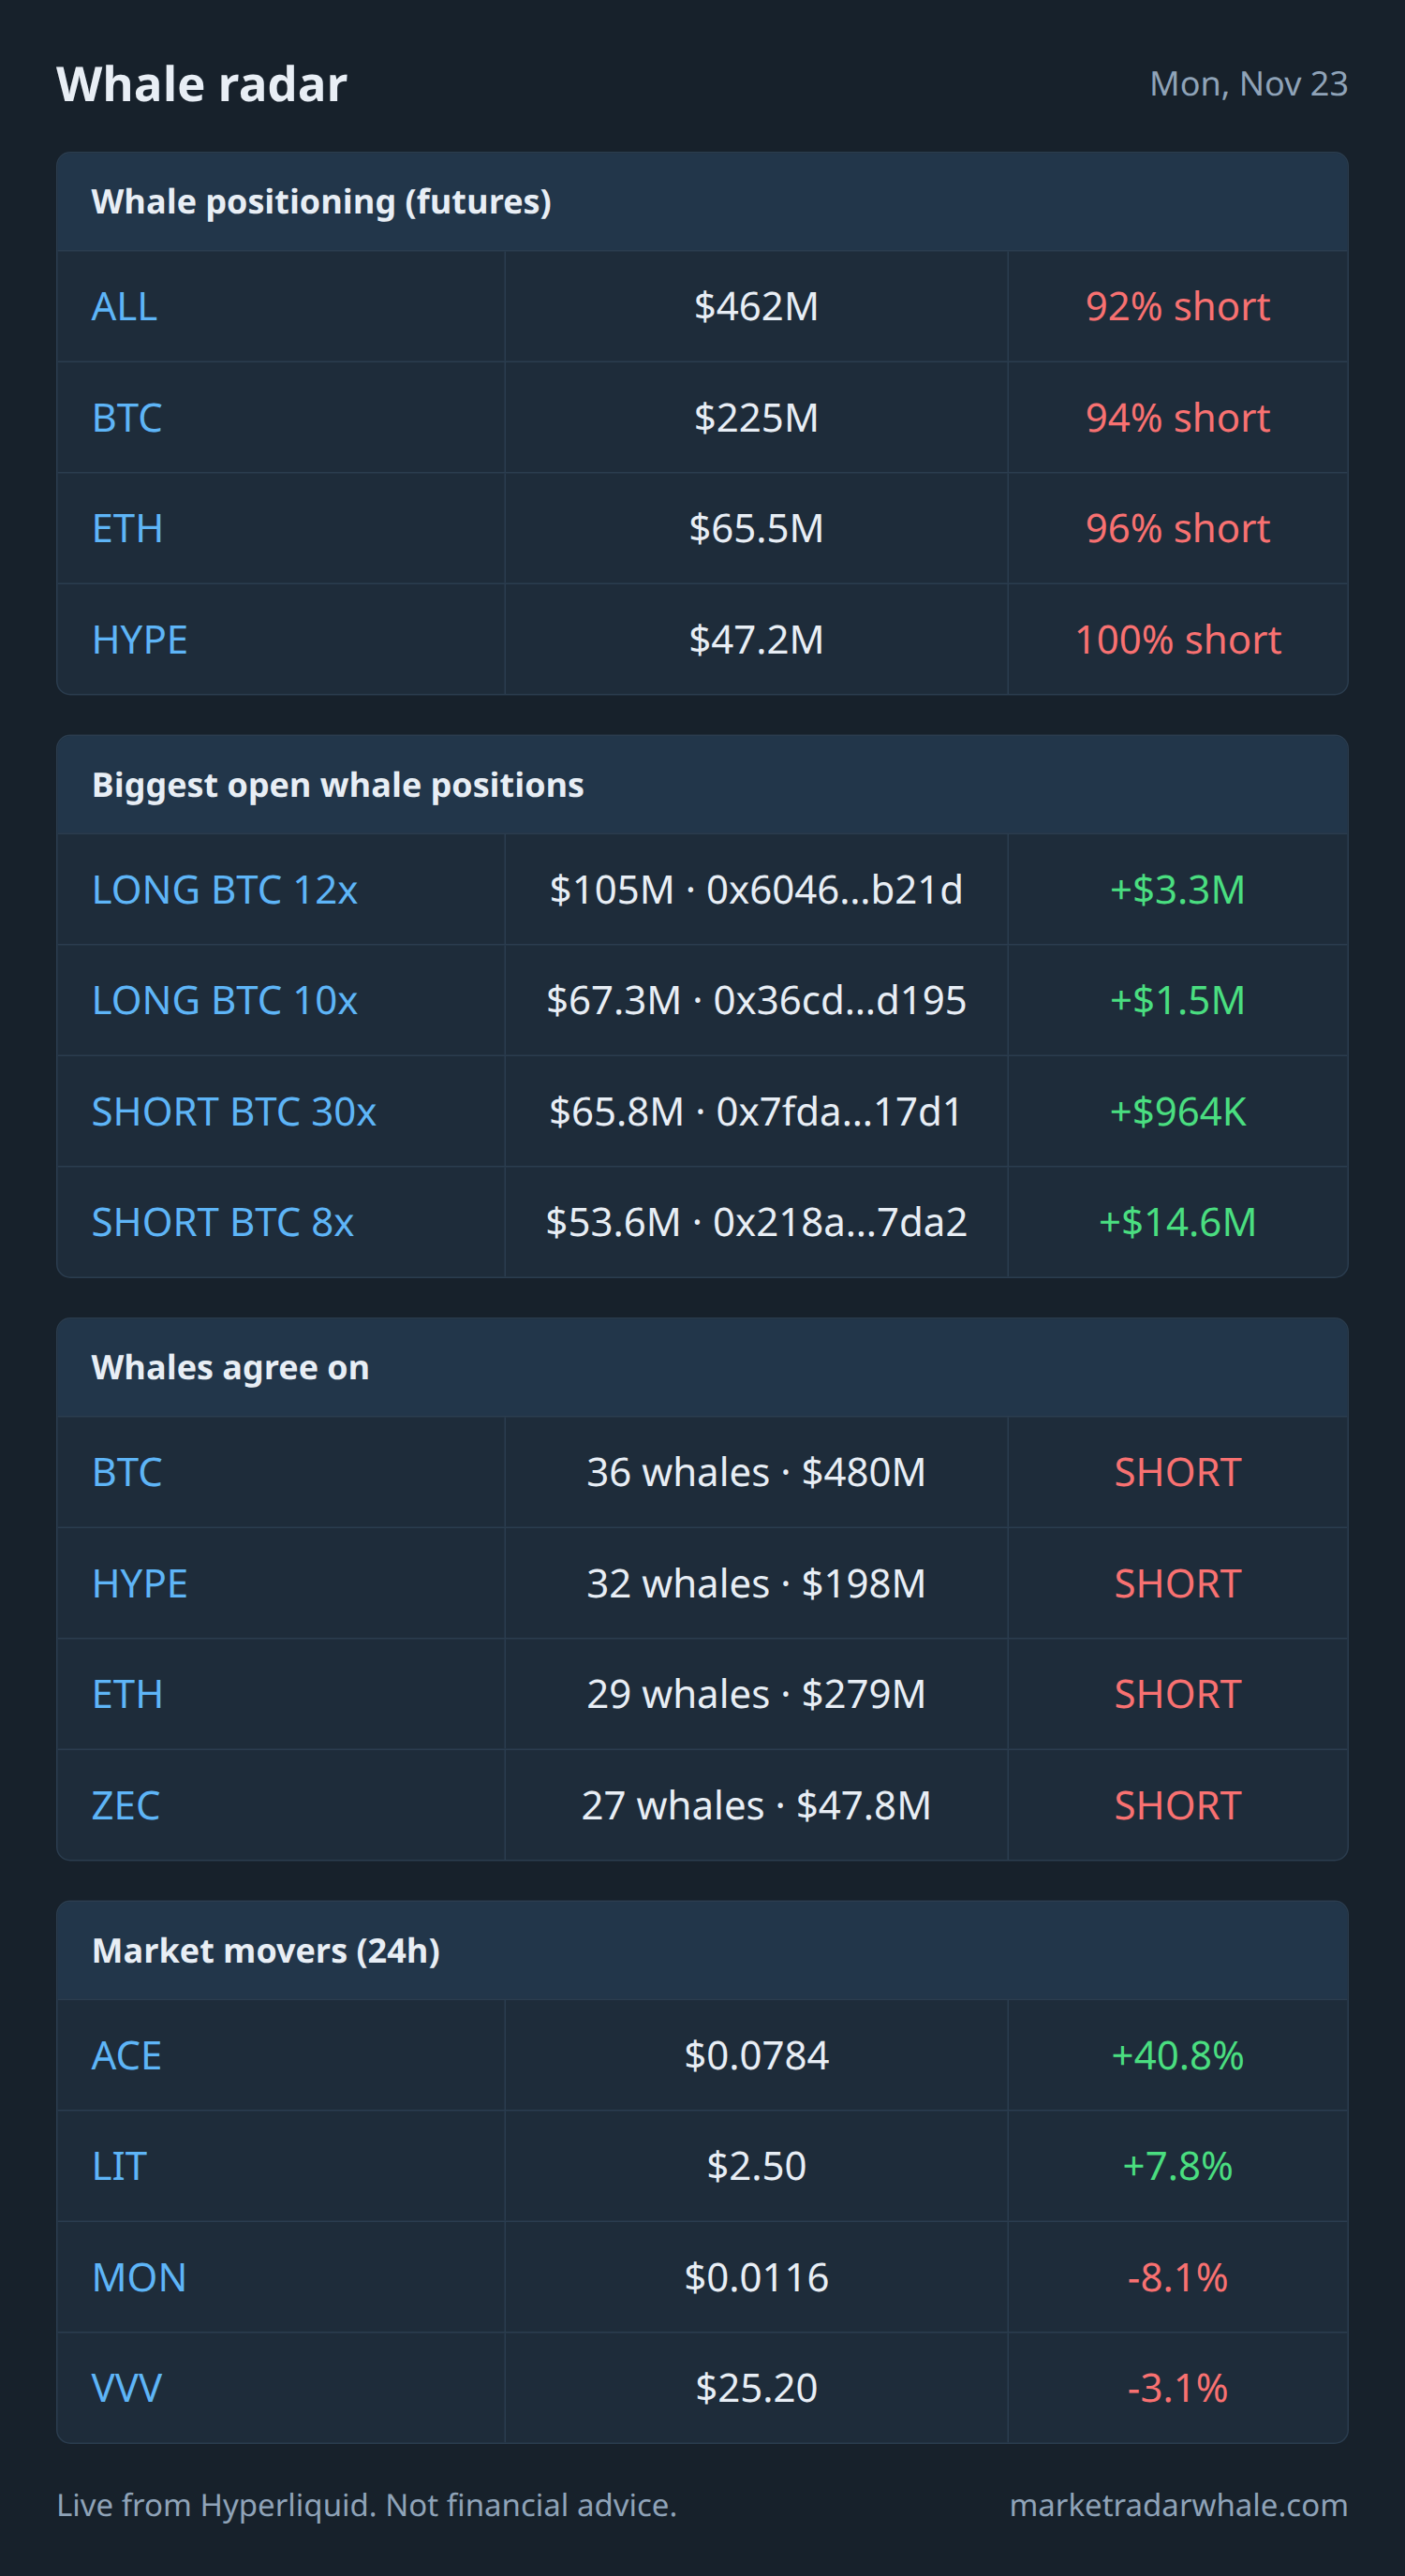 Whale radar Mon, Nov 23
Whale positioning (futures)
ALL $462M 92% short
BTC $225M 94% short
ETH $65.5M 96% short
HYPE $47.2M 100% short
Biggest open whale positions
LONG BTC 12x $105M · 0x6046…b21d +$3.3M
LONG BTC 10x $67.3M · 0x36cd…d195 +$1.5M
SHORT BTC 30x $65.8M · 0x7fda…17d1 +$964K
SHORT BTC 8x $53.6M · 0x218a…7da2 +$14.6M
Whales agree on
BTC 36 whales · $480M SHORT
HYPE 32 whales · $198M SHORT
ETH 29 whales · $279M SHORT
ZEC 27 whales · $47.8M SHORT
Market movers (24h)
ACE $0.0784 +40.8%
LIT $2.50 +7.8%
MON $0.0116 -8.1%
VVV $25.20 -3.1%
Live from Hyperliquid. Not financial advice. marketradarwhale.com